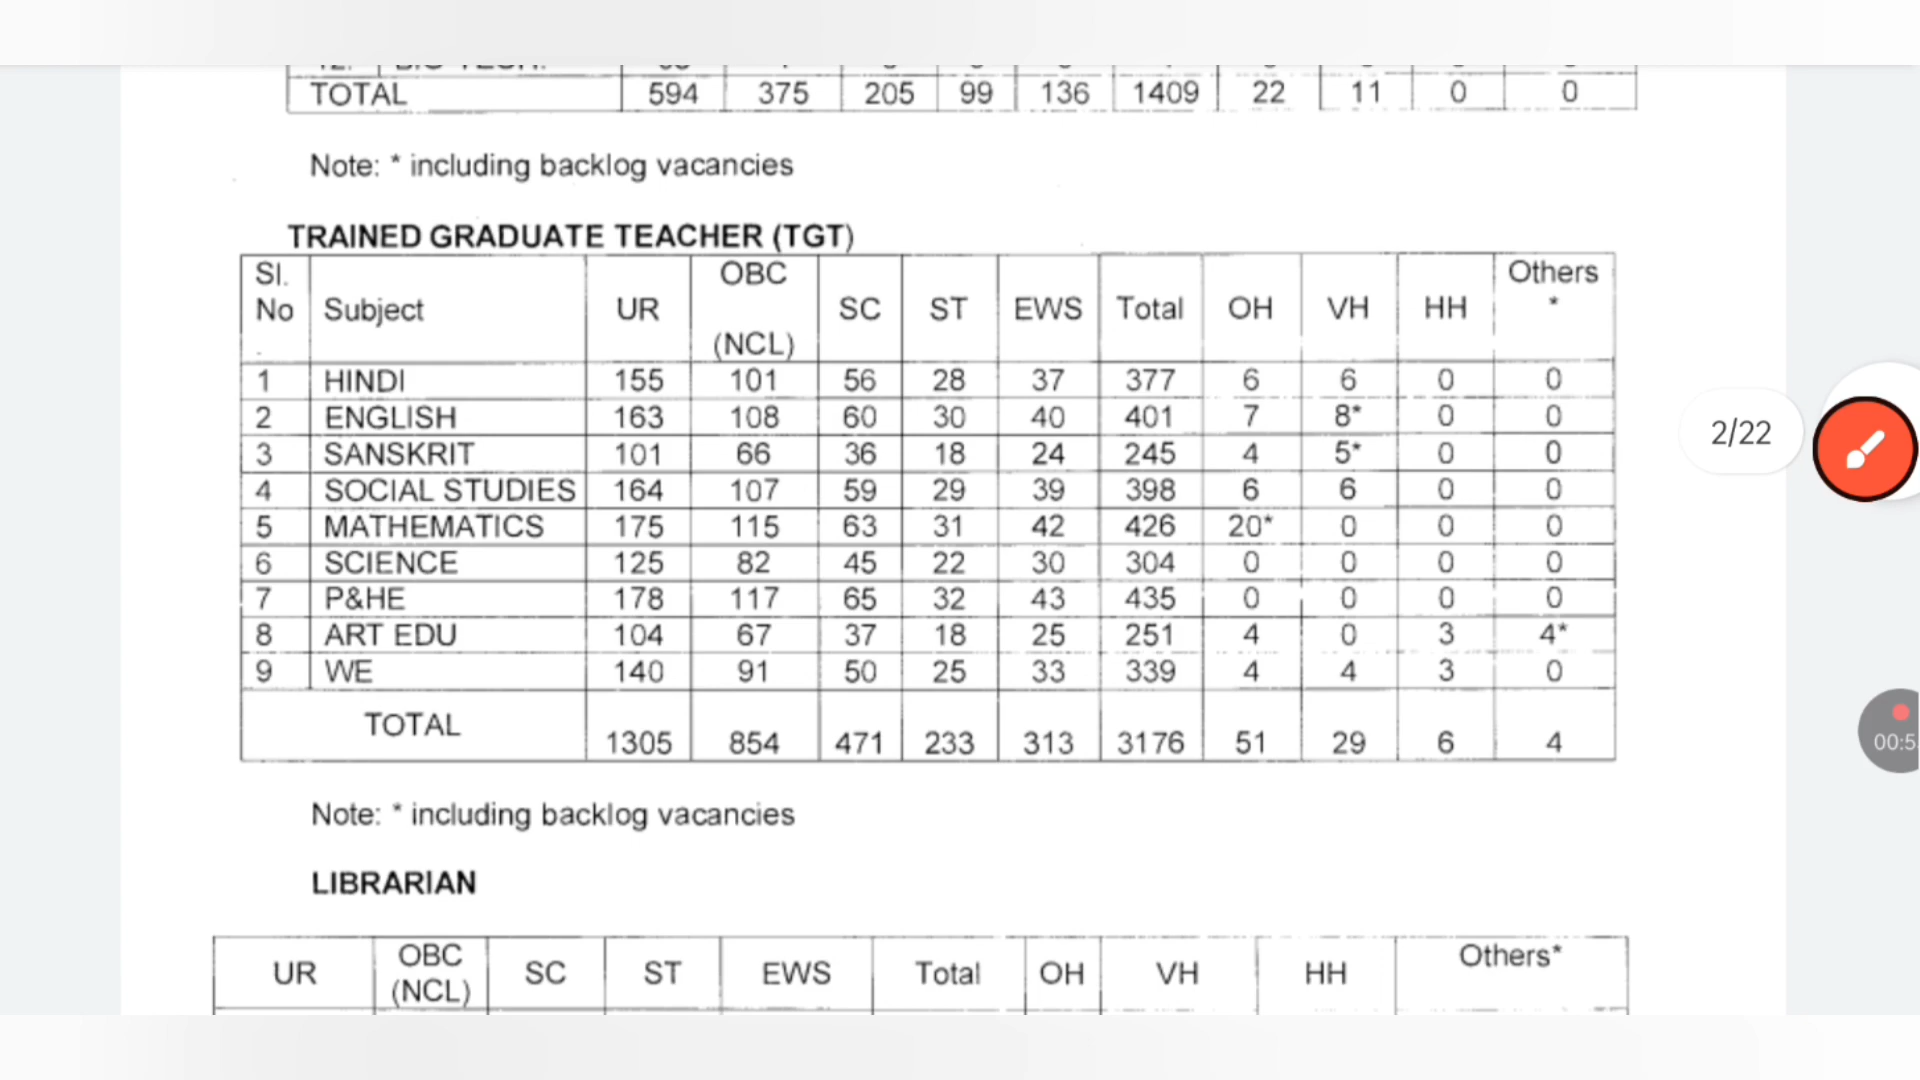 TOTAL 594 375 205 99 136 1409 22 11 0 0
Note: * including backlog vacancies
TRAINED GRADUATE TEACHER (TGT)
Sl. No . Subject UR OBC (NCL) SC ST EWS Total OH VH HH Others *
1 HINDI 155 101 56 28 37 377 6 6 0 0
2 ENGLISH 163 108 60 30 40 401 7 8* 0 0
3 SANSKRIT 101 66 36 18 24 245 4 5* 0 0
4 SOCIAL STUDIES 164 107 59 29 39 398 6 6 0 0
5 MATHEMATICS 175 115 63 31 42 426 20* 0 0 0
6 SCIENCE 125 82 45 22 30 304 0 0 0 0
7 P&HE 178 117 65 32 43 435 0 0 0 0
8 ART EDU 104 67 37 18 25 251 4 0 3 4*
9 WE 140 91 50 25 33 339 4 4 3 0
TOTAL 1305 854 471 233 313 3176 51 29 6 4
Note: * including backlog vacancies
LIBRARIAN
UR OBC (NCL) SC ST EWS Total OH VH HH Others*
2/22
00:5